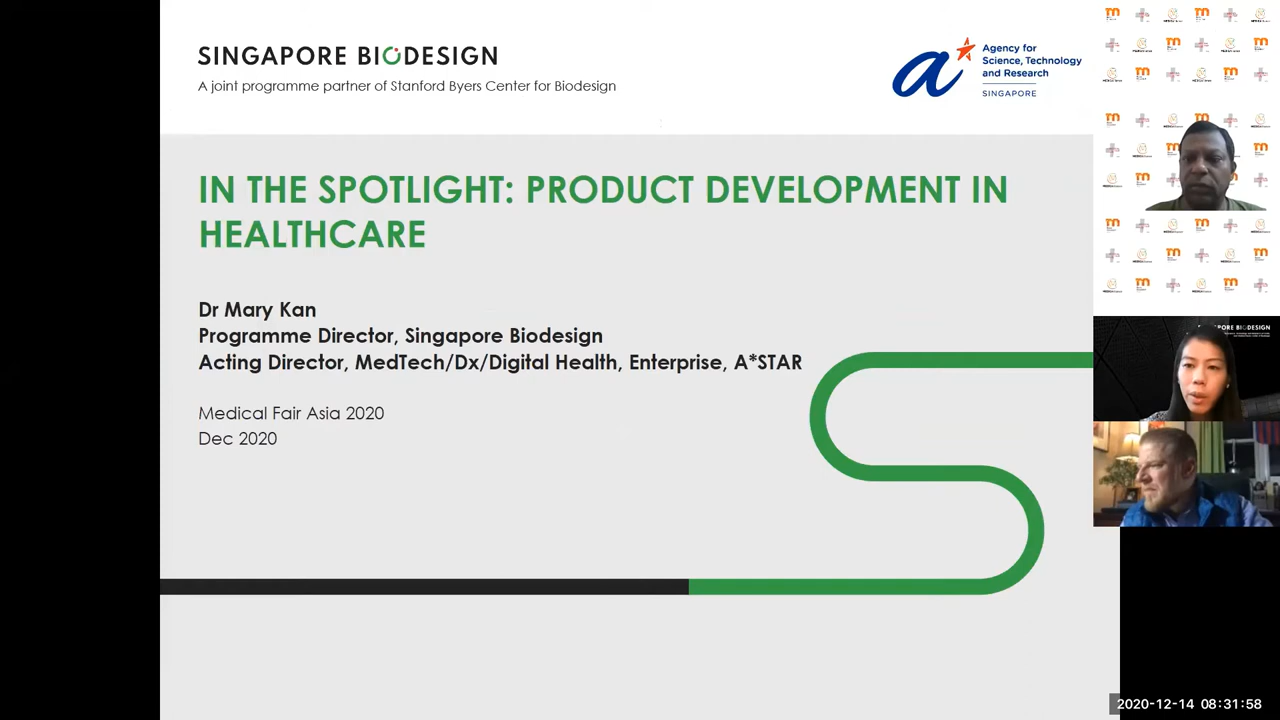 SINGAPORE BIODESIGN
A joint programme partner of Stanford Byers Center for Biodesign
Agency for
Science, Technology
and Research
SINGAPORE
IN THE SPOTLIGHT: PRODUCT DEVELOPMENT IN
HEALTHCARE
Dr Mary Kan
Programme Director, Singapore Biodesign
Acting Director, MedTech/Dx/Digital Health, Enterprise, A*STAR
Medical Fair Asia 2020
Dec 2020
2020-12-14 08:31:58